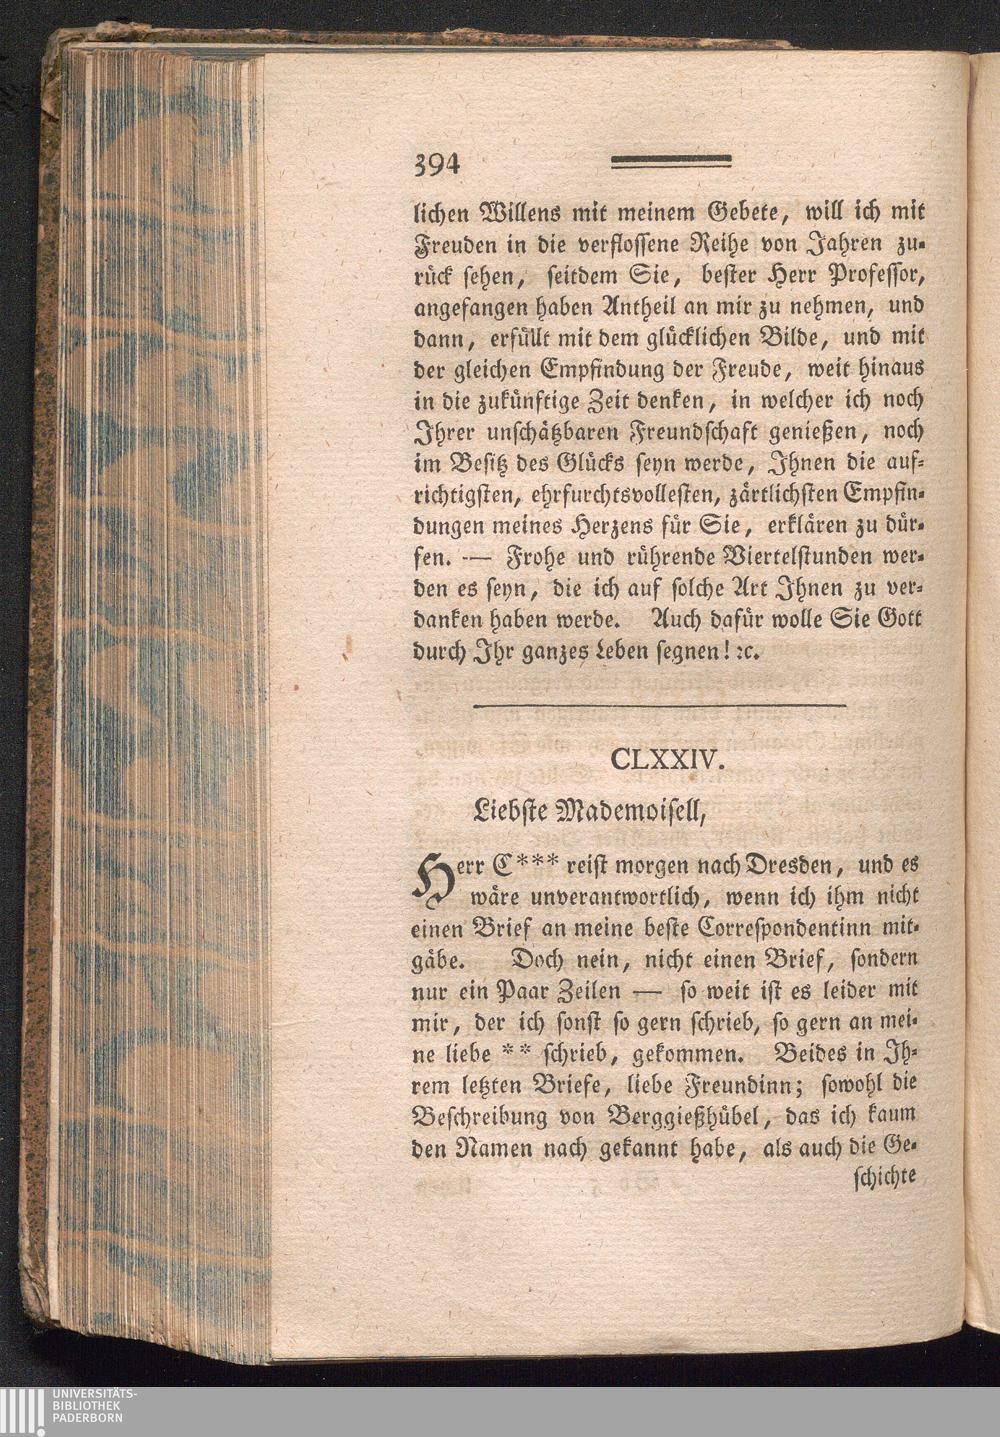 394
lichen Willens mit meinem Gebete, will ich mit
Freuden in die verflossene Reihe von Jahren zu-
rück sehen, seitdem Sie, bester Herr Professor,
angefangen haben Antheil an mir zu nehmen, und
dann, erfüllt mit dem glücklichen Bilde, und mit
der gleichen Empfindung der Freude, weit hinaus
in die zukünftige Zeit denken, in welcher ich noch
Ihrer unschätzbaren Freundschaft genießen, noch
im Besitz des Glücks seyn werde, Ihnen die auf-
richtigsten, ehrfurchtsvollesten, zärtlichsten Empfin-
dungen meines Herzens für Sie, erklären zu dür-
fen. — Frohe und rührende Viertelstunden wer-
den es seyn, die ich auf solche Art Ihnen zu ver-
danken haben werde. Auch dafür wolle Sie Gott
durch Ihr ganzes Leben segnen! ꝛc.
CLXXIV.
Liebste Mademoisell,
Herr C*** reist morgen nach Dresden, und es
wäre unverantwortlich, wenn ich ihm nicht
einen Brief an meine beste Correspondentinn mit-
gäbe. Doch nein, nicht einen Brief, sondern
nur ein Paar Zeilen — so weit ist es leider mit
mir, der ich sonst so gern schrieb, so gern an mei-
ne liebe ** schrieb, gekommen. Beides in Ih-
rem letzten Briefe, liebe Freundinn; sowohl die
Beschreibung von Berggießhübel, das ich kaum
den Namen nach gekannt habe, als auch die Ge-
schichte
UNIVERSITÄTS-
BIBLIOTHEK
PADERBORN